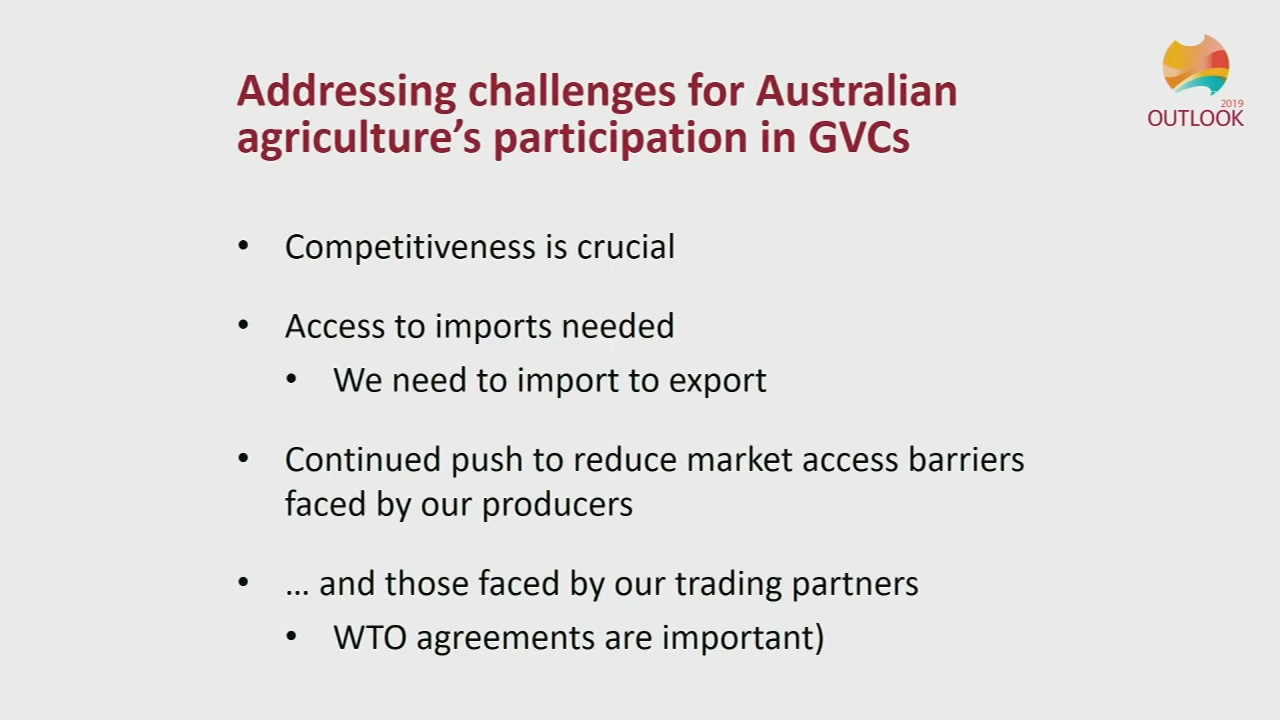 Addressing challenges for Australian
agriculture’s participation in GVCs
2019
OUTLOOK
• Competitiveness is crucial
• Access to imports needed
• We need to import to export
• Continued push to reduce market access barriers
faced by our producers
• … and those faced by our trading partners
• WTO agreements are important)